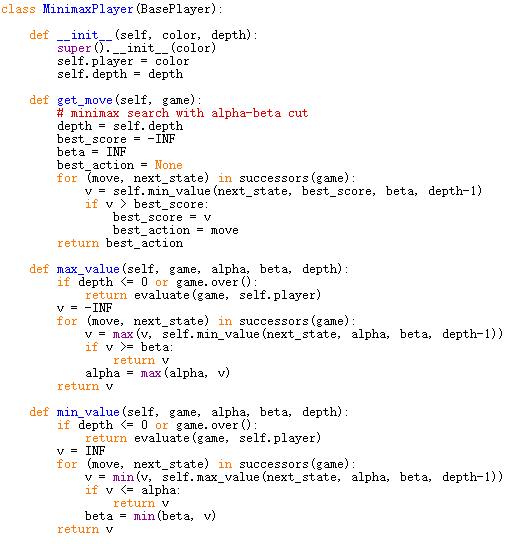 class MinimaxPlayer(BasePlayer):

    def __init__(self, color, depth):
        super().__init__(color)
        self.player = color
        self.depth = depth

    def get_move(self, game):
        # minimax search with alpha-beta cut
        depth = self.depth
        best_score = -INF
        beta = INF
        best_action = None
        for (move, next_state) in successors(game):
            v = self.min_value(next_state, best_score, beta, depth-1)
            if v > best_score:
                best_score = v
                best_action = move
        return best_action

    def max_value(self, game, alpha, beta, depth):
        if depth <= 0 or game.over():
            return evaluate(game, self.player)
        v = -INF
        for (move, next_state) in successors(game):
            v = max(v, self.min_value(next_state, alpha, beta, depth-1))
            if v >= beta:
                return v
            alpha = max(alpha, v)
        return v

    def min_value(self, game, alpha, beta, depth):
        if depth <= 0 or game.over():
            return evaluate(game, self.player)
        v = INF
        for (move, next_state) in successors(game):
            v = min(v, self.max_value(next_state, alpha, beta, depth-1))
            if v <= alpha:
                return v
            beta = min(beta, v)
        return v